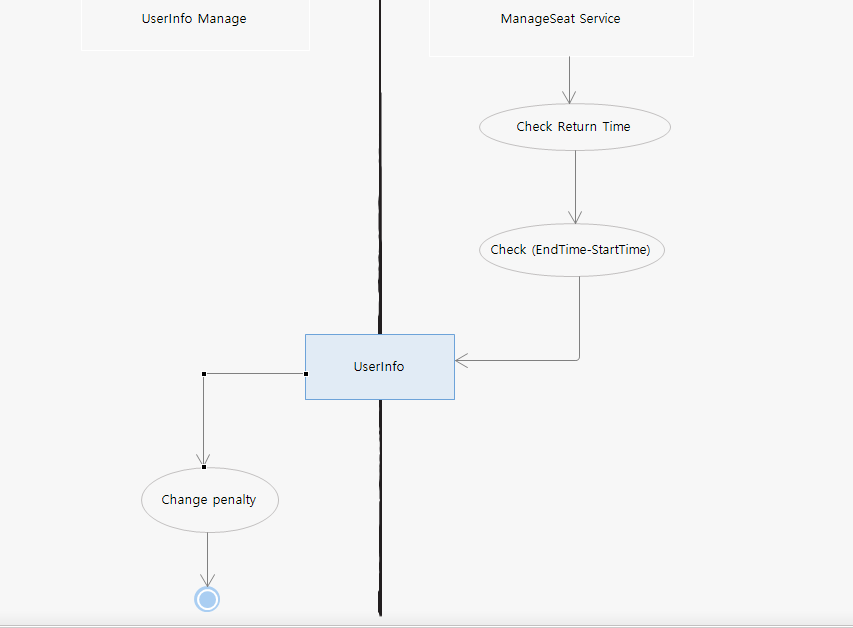 UserInfo Manage
ManageSeat Service
Check Return Time
Check (EndTime-StartTime)
UserInfo
Change penalty